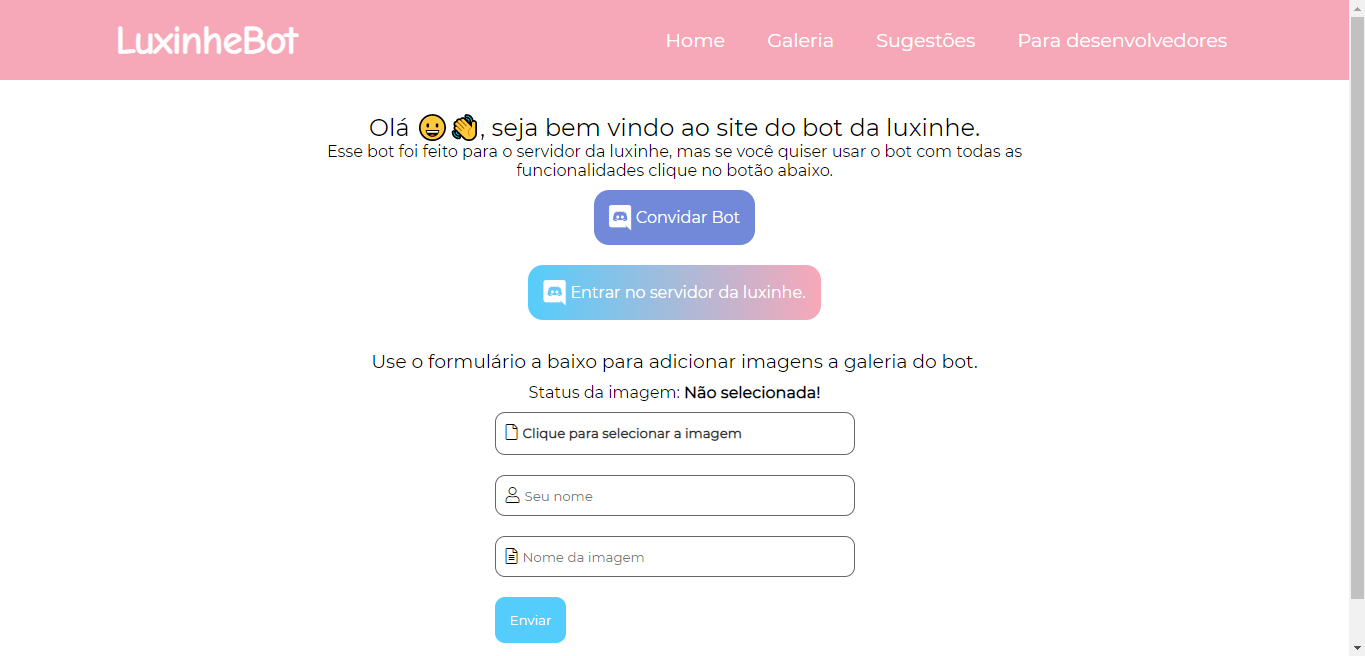 LuxinheBot
Home
Galeria
Sugestões
Para desenvolvedores
Olá 😀👏, seja bem vindo ao site do bot da luxinhe.
Esse bot foi feito para o servidor da luxinhe, mas se você quiser usar o bot com todas as
funcionalidades clique no botão abaixo.
Convidar Bot
Entrar no servidor da luxinhe.
Use o formulário a baixo para adicionar imagens a galeria do bot.
Status da imagem: Não selecionada!
Clique para selecionar a imagem
Seu nome
Nome da imagem
Enviar